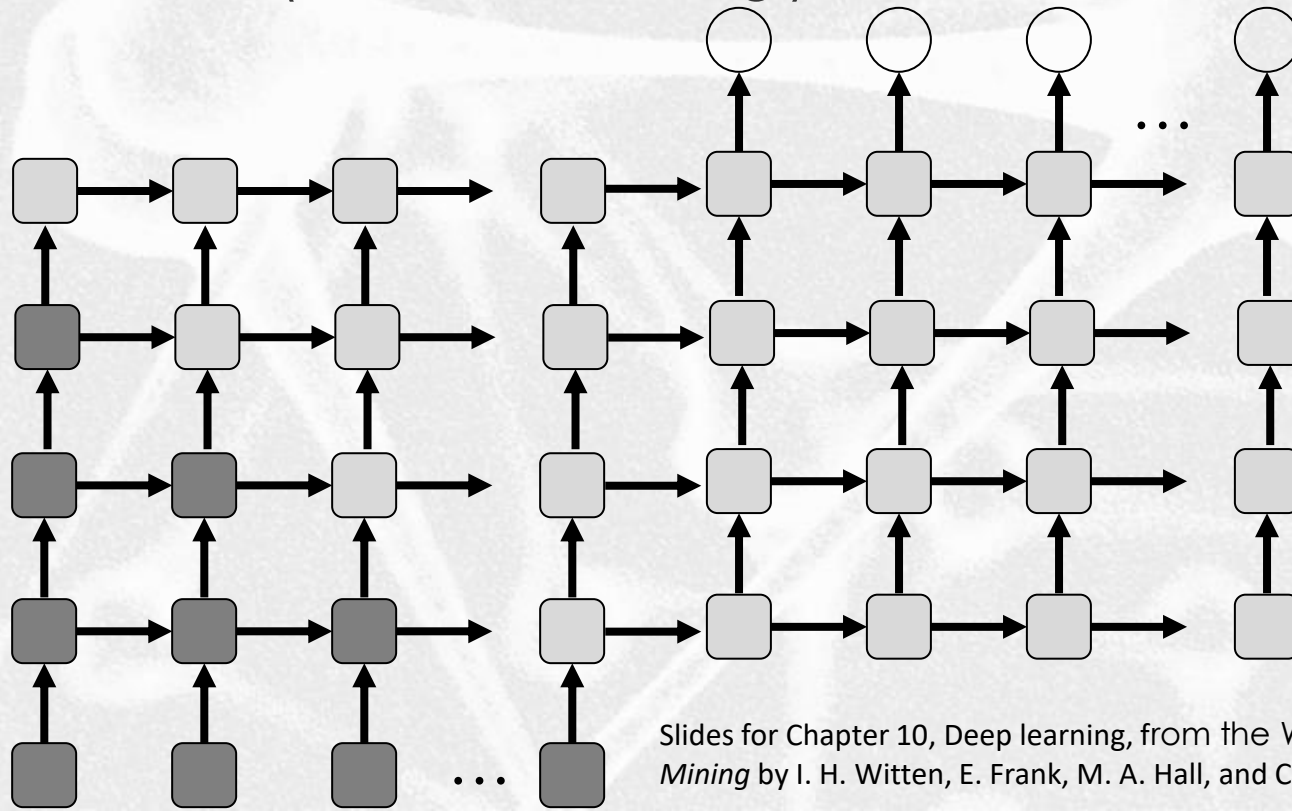 ...
...
Slides for Chapter 10, Deep learning, from the
Mining by I. H. Witten, E. Frank, M. A. Hall, and